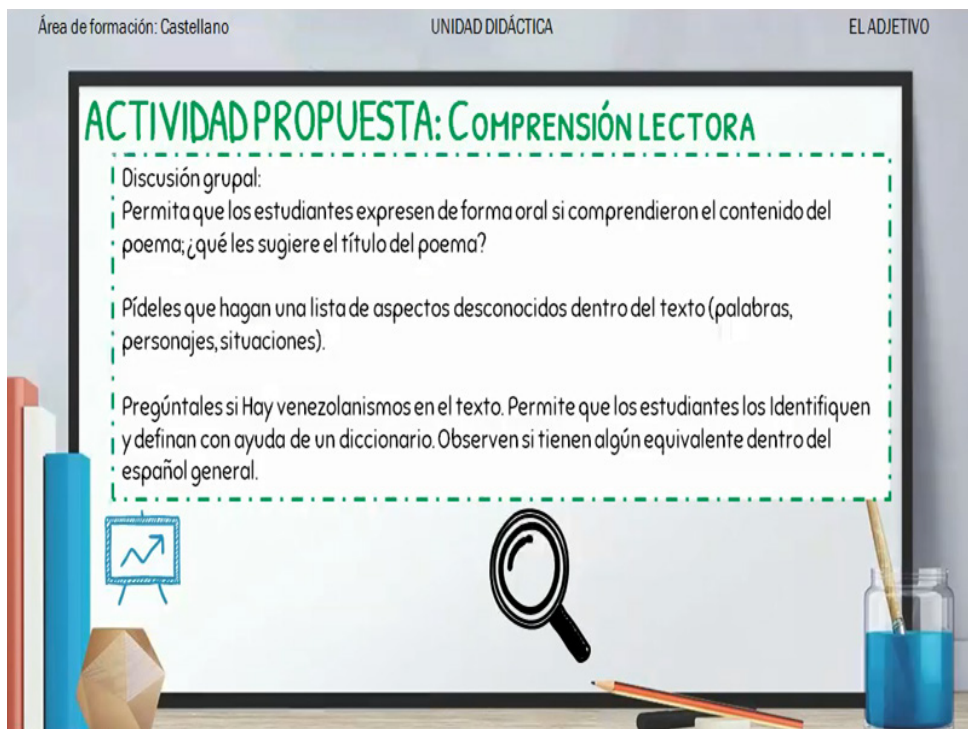 Área de formación: Castellano UNIDAD DIDÁCTICA EL ADJETIVO
ACTIVIDAD PROPUESTA: COMPRENSIÓN LECTORA
Discusión grupal:
Permita que los estudiantes expresen de forma oral si comprendieron el contenido del
poema; ¿qué les sugiere el título del poema?
Pídeles que hagan una lista de aspectos desconocidos dentro del texto (palabras,
personajes, situaciones).
Pregúntales si Hay venezolanismos en el texto. Permite que los estudiantes los Identifiquen
y definan con ayuda de un diccionario. Observen si tienen algún equivalente dentro del
español general.